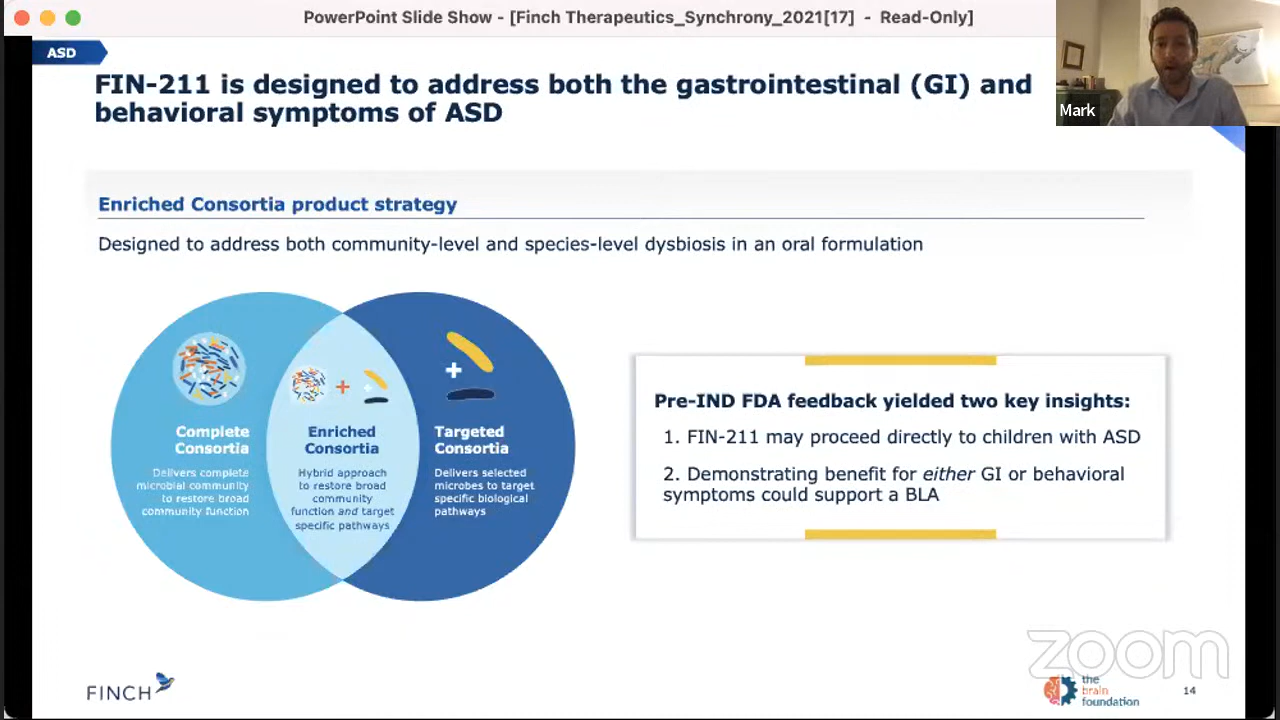 PowerPoint Slide Show - [Finch Therapeutics_Synchrony_2021[17] - Read-Only]
Mark
ASD
FIN-211 is designed to address both the gastrointestinal (GI) and
behavioral symptoms of ASD
Enriched Consortia product strategy
Designed to address both community-level and species-level dysbiosis in an oral formulation
Complete
Consortia
Delivers complete
microbial community
to restore broad
community function
+
Enriched
Consortia
Hybrid approach
to restore broad
community
function and target
specific pathways
+
Targeted
Consortia
Delivers selected
microbes to target
specific biological
pathways
Pre-IND FDA feedback yielded two key insights:
1. FIN-211 may proceed directly to children with ASD
2. Demonstrating benefit for either GI or behavioral
symptoms could support a BLA
FINCH
zoom
the
brain
foundation
14